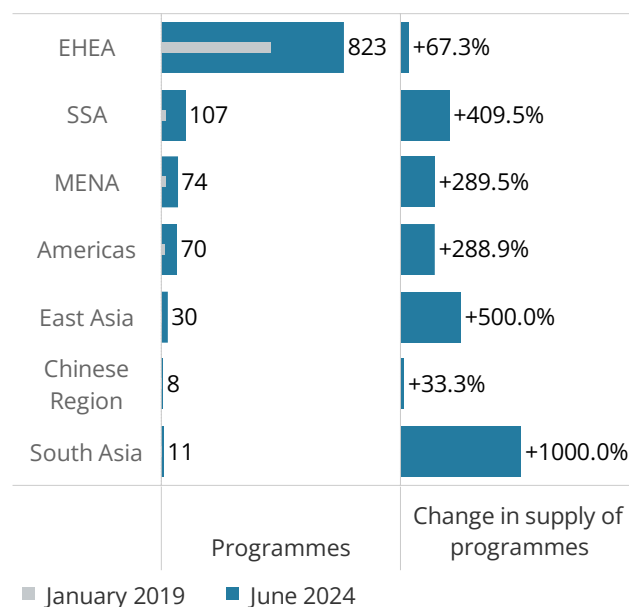 EHEA 823 +67.3%
SSA 107 +409.5%
MENA 74 +289.5%
Americas 70 +288.9%
East Asia 30 +500.0%
Chinese
Region 8 +33.3%
South Asia 11 +1000.0%
Programmes
Change in supply of
programmes
January 2019 June 2024